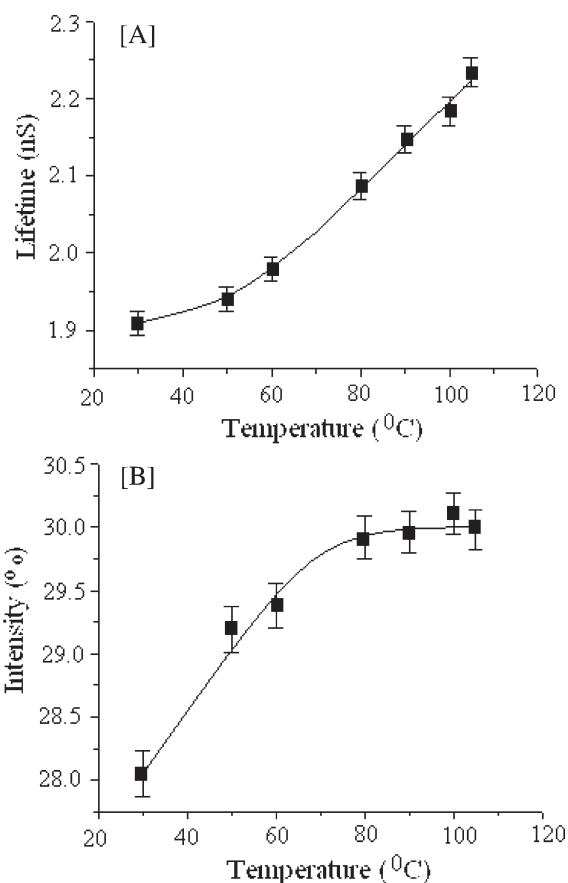 [A]
2.3
2.2
2.1
2.0
1.9
Lifetime (nS)
20 40 60 80 100 120
Temperature (⁰C)
[B]
30.5
30.0
29.5
29.0
28.5
28.0
Intensity (%)
20 40 60 80 100 120
Temperature (⁰C)